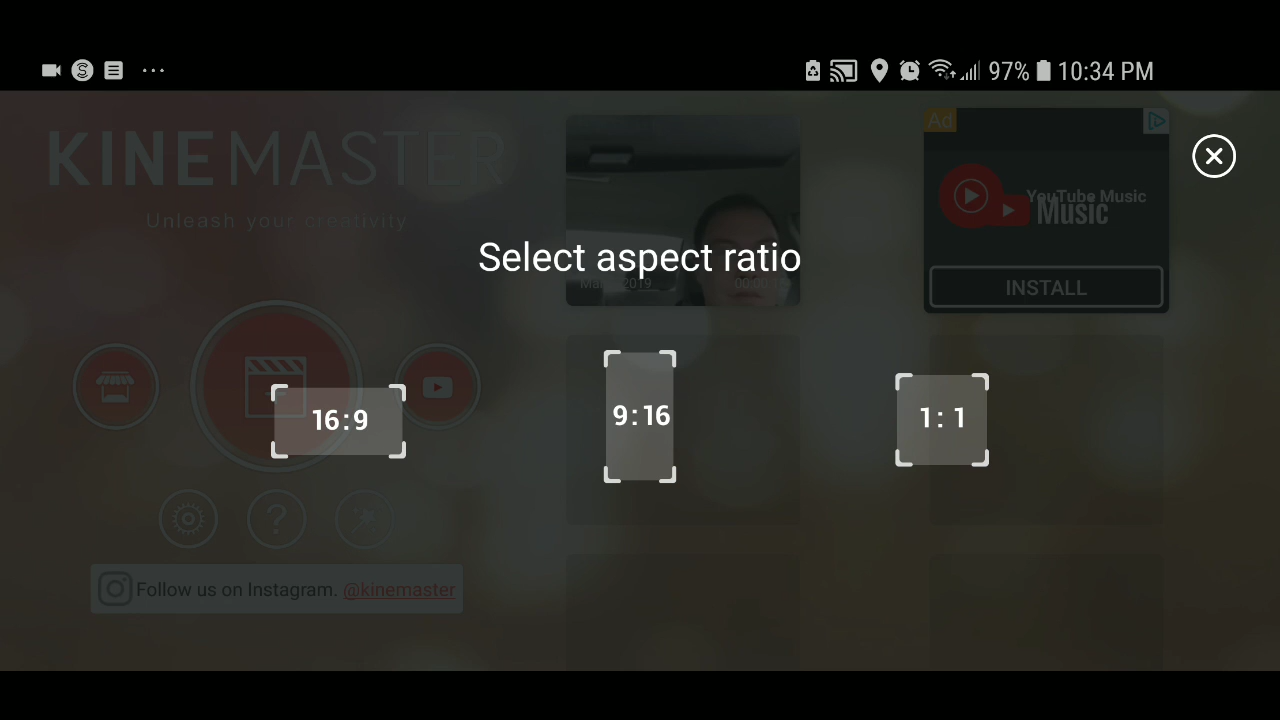 97% 10:34 PM
KINEMASTER
Unleash your creativity
Ad
YouTube Music
Music
INSTALL
Select aspect ratio
2019
16:9
9:16
1:1
Follow us on Instagram. @kinemaster